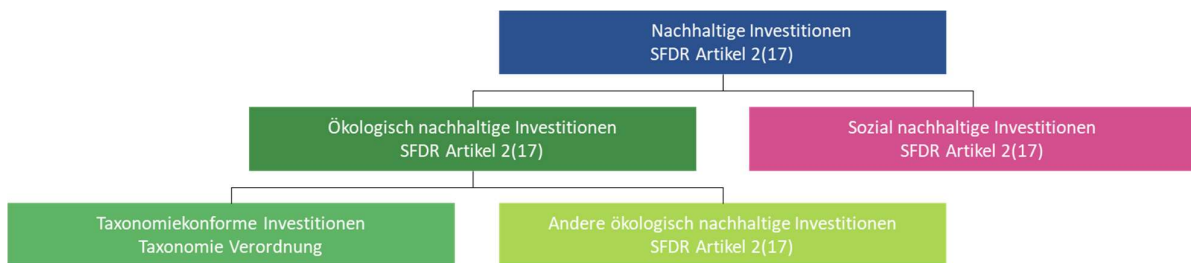 Nachhaltige Investitionen
SFDR Artikel 2(17)
Ökologisch nachhaltige Investitionen
SFDR Artikel 2(17)
Sozial nachhaltige Investitionen
SFDR Artikel 2(17)
Taxonomiekonforme Investitionen
Taxonomie Verordnung
Andere ökologisch nachhaltige Investitionen
SFDR Artikel 2(17)